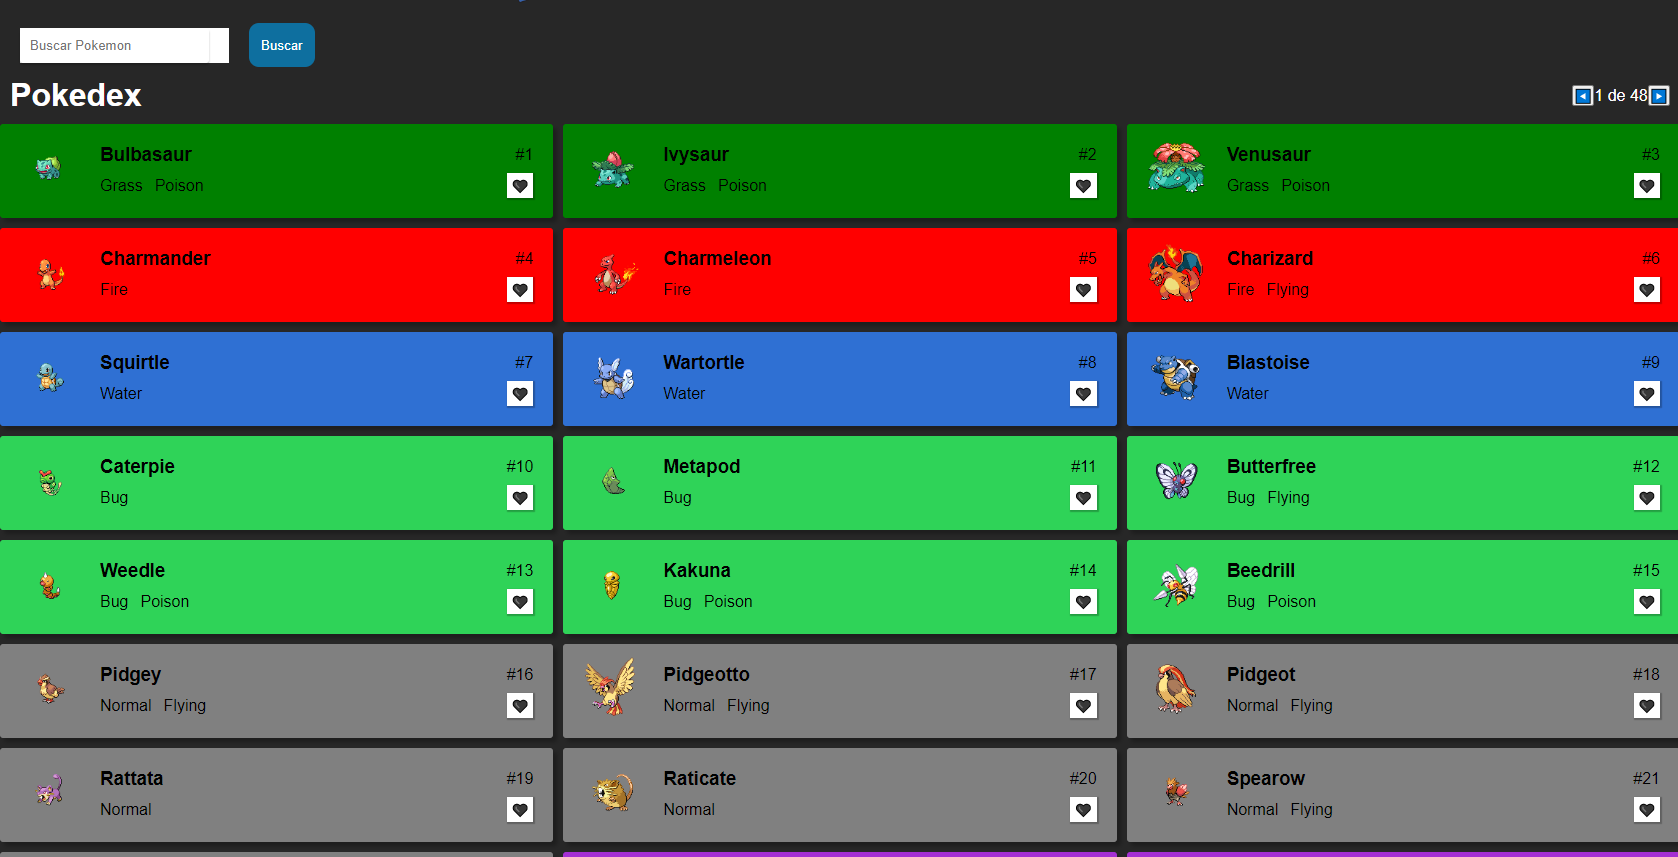 Buscar Pokemon Buscar
Pokedex 1 de 48
Bulbasaur #1
Grass Poison
Ivysaur #2
Grass Poison
Venusaur #3
Grass Poison
Charmander #4
Fire
Charmeleon #5
Fire
Charizard #6
Fire Flying
Squirtle #7
Water
Wartortle #8
Water
Blastoise #9
Water
Caterpie #10
Bug
Metapod #11
Bug
Butterfree #12
Bug Flying
Weedle #13
Bug Poison
Kakuna #14
Bug Poison
Beedrill #15
Bug Poison
Pidgey #16
Normal Flying
Pidgeotto #17
Normal Flying
Pidgeot #18
Normal Flying
Rattata #19
Normal
Raticate #20
Normal
Spearow #21
Normal Flying